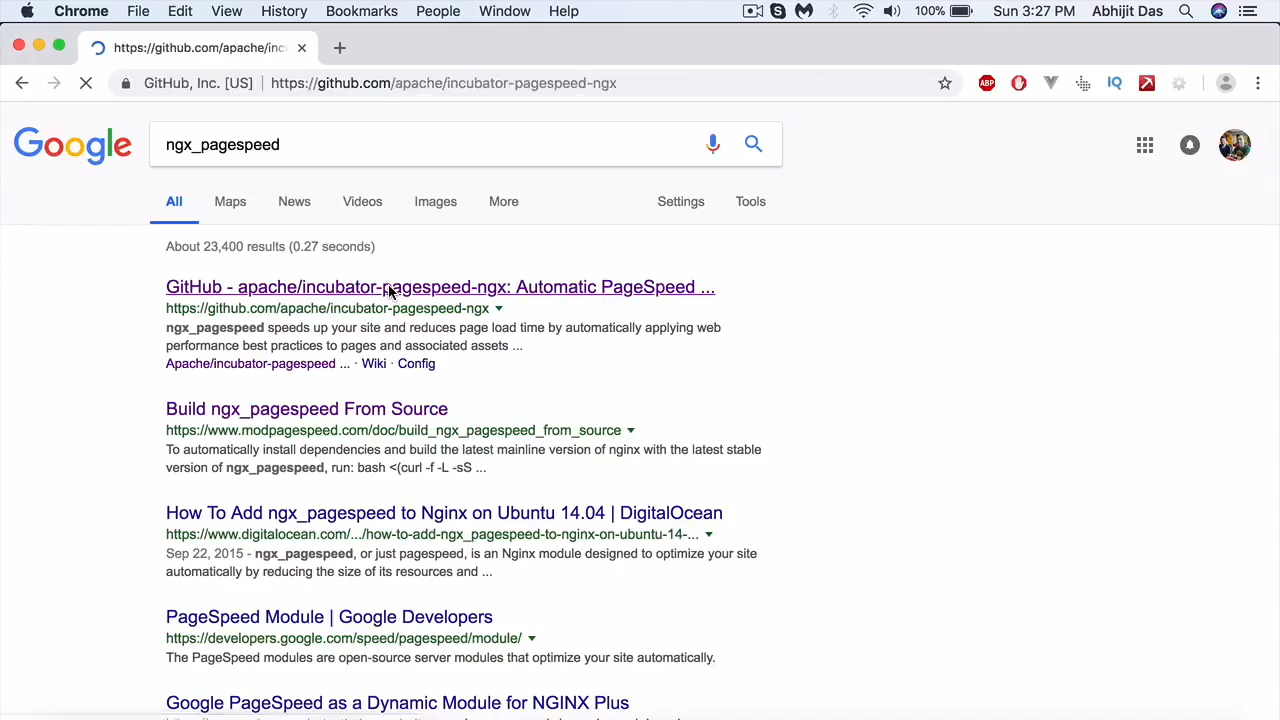 Chrome File Edit View History Bookmarks People Window Help 100% Sun 3:27 PM Abhijit Das
https://github.com/apache/inc
GitHub, Inc. [US] https://github.com/apache/incubator-pagespeed-ngx ABP IQ
Google ngx_pagespeed
All Maps News Videos Images More Settings Tools
About 23,400 results (0.27 seconds)
GitHub - apache/incubator-pagespeed-ngx: Automatic PageSpeed ...
https://github.com/apache/incubator-pagespeed-ngx
ngx_pagespeed speeds up your site and reduces page load time by automatically applying web
performance best practices to pages and associated assets ...
Apache/incubator-pagespeed ... · Wiki · Config
Build ngx_pagespeed From Source
https://www.modpagespeed.com/doc/build_ngx_pagespeed_from_source
To automatically install dependencies and build the latest mainline version of nginx with the latest stable
version of ngx_pagespeed, run: bash <(curl -f -L -sS ...
How To Add ngx_pagespeed to Nginx on Ubuntu 14.04 | DigitalOcean
https://www.digitalocean.com/.../how-to-add-ngx_pagespeed-to-nginx-on-ubuntu-14-...
Sep 22, 2015 - ngx_pagespeed, or just pagespeed, is an Nginx module designed to optimize your site
automatically by reducing the size of its resources and ...
PageSpeed Module | Google Developers
https://developers.google.com/speed/pagespeed/module/
The PageSpeed modules are open-source server modules that optimize your site automatically.
Google PageSpeed as a Dynamic Module for NGINX Plus